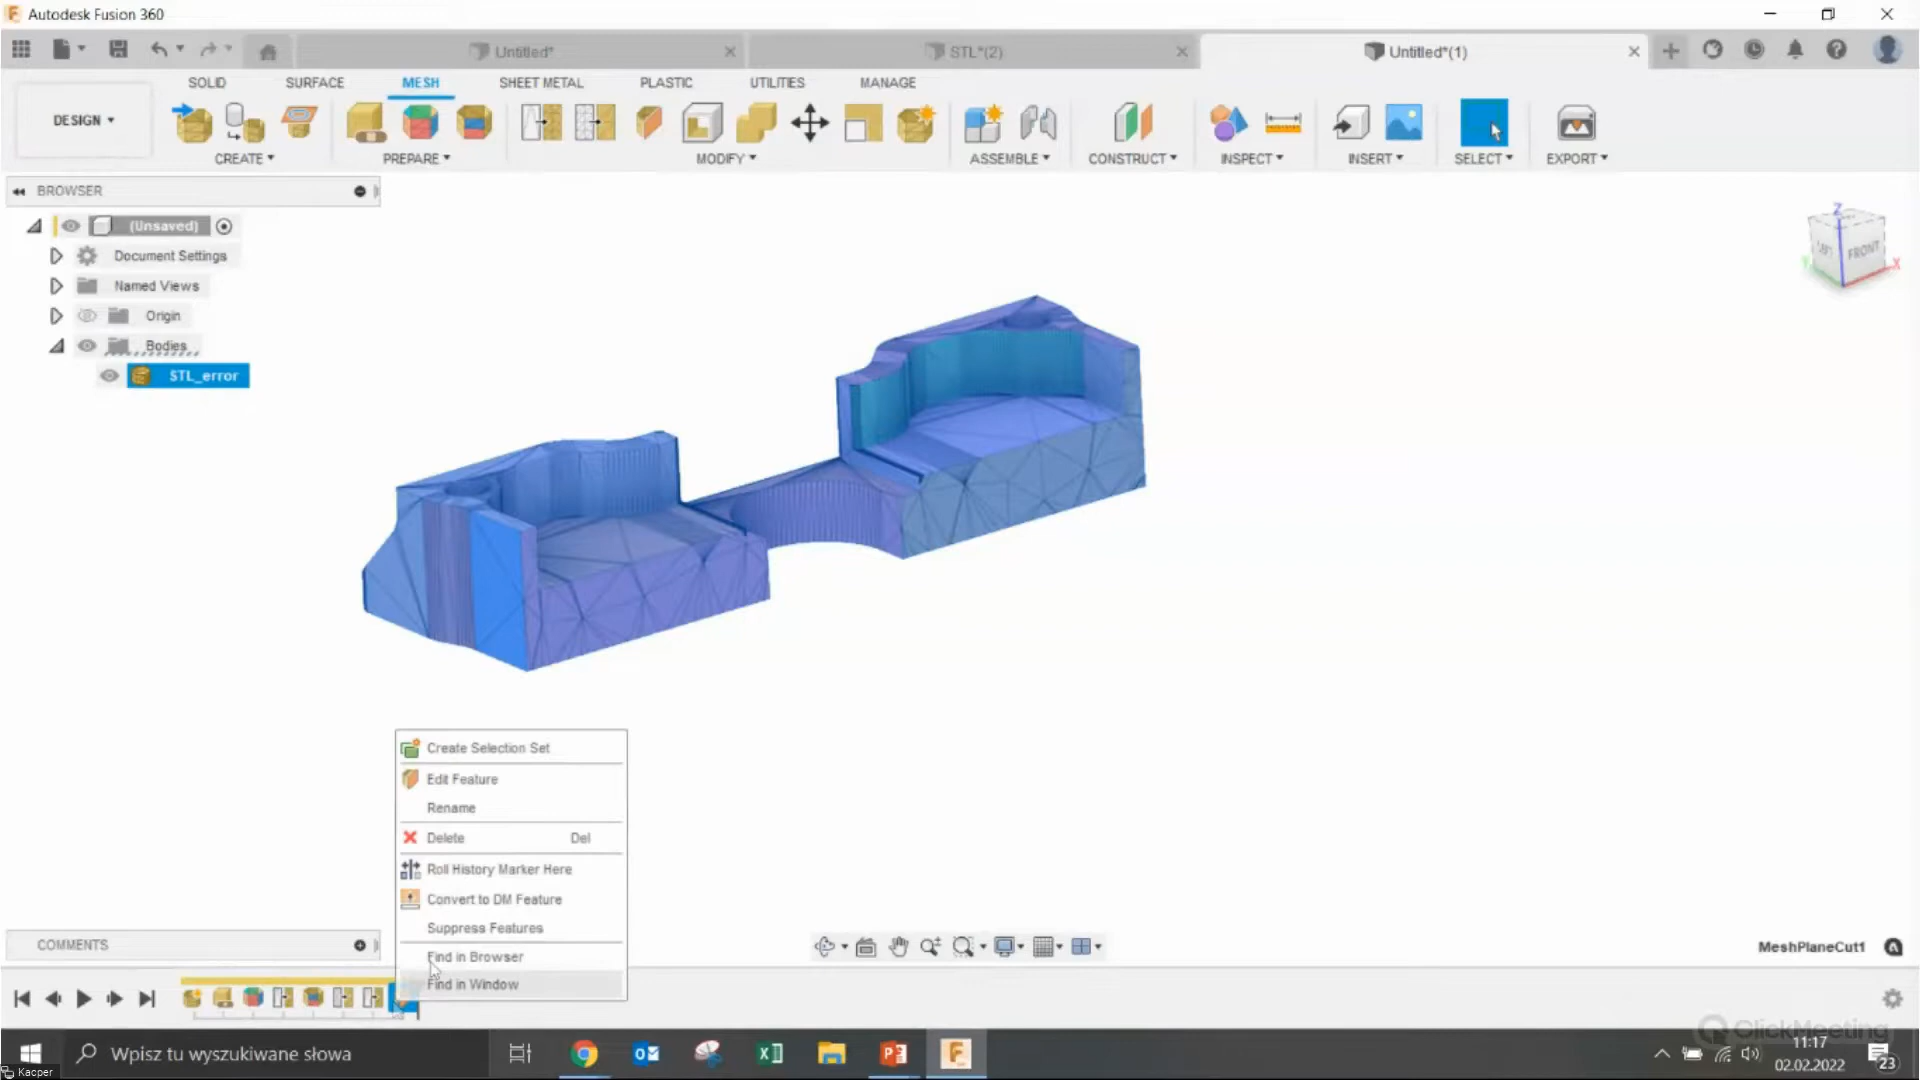 Autodesk Fusion 360
Untitled*
STL*(2)
Untitled*(1)
DESIGN
SOLID
SURFACE
MESH
SHEET METAL
PLASTIC
UTILITIES
MANAGE
CREATE
PREPARE
MODIFY
ASSEMBLE
CONSTRUCT
INSPECT
INSERT
SELECT
EXPORT
BROWSER
(Unsaved)
Document Settings
Named Views
Origin
Bodies
STL_error
Z
LEFT
FRONT
Y
X
Create Selection Set
Edit Feature
Rename
Delete Del
Roll History Marker Here
Convert to DM Feature
Suppress Features
Find in Browser
Find in Window
COMMENTS
MeshPlaneCut1
ClickMeeting
Wpisz tu wyszukiwane słowa
11:17
02.02.2022
23
Kacper